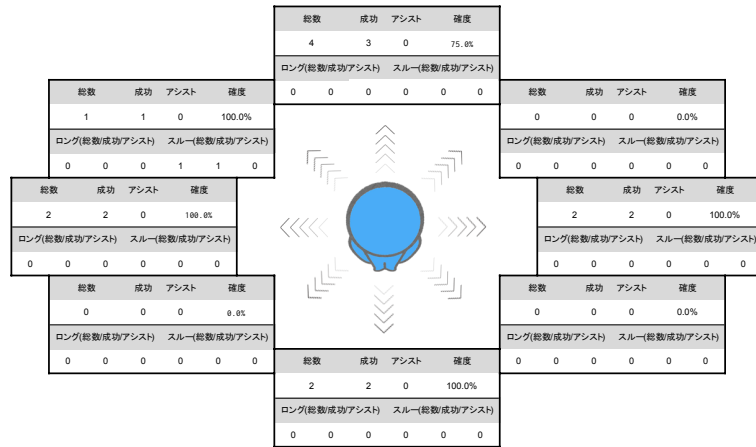 総数 成功 アシスト 確度
4 3 0 75.0%
ロング(総数/成功/アシスト) スルー(総数/成功/アシスト)
0 0 0 0 0 0
総数 成功 アシスト 確度
1 1 0 100.0%
ロング(総数/成功/アシスト) スルー(総数/成功/アシスト)
0 0 0 1 1 0
総数 成功 アシスト 確度
0 0 0 0.0%
ロング(総数/成功/アシスト) スルー(総数/成功/アシスト)
0 0 0 0 0 0
総数 成功 アシスト 確度
2 2 0 100.0%
ロング(総数/成功/アシスト) スルー(総数/成功/アシスト)
0 0 0 0 0 0
総数 成功 アシスト 確度
2 2 0 100.0%
ロング(総数/成功/アシスト) スルー(総数/成功/アシスト)
0 0 0 0 0 0
総数 成功 アシスト 確度
0 0 0 0.0%
ロング(総数/成功/アシスト) スルー(総数/成功/アシスト)
0 0 0 0 0 0
総数 成功 アシスト 確度
0 0 0 0.0%
ロング(総数/成功/アシスト) スルー(総数/成功/アシスト)
0 0 0 0 0 0
総数 成功 アシスト 確度
2 2 0 100.0%
ロング(総数/成功/アシスト) スルー(総数/成功/アシスト)
0 0 0 0 0 0